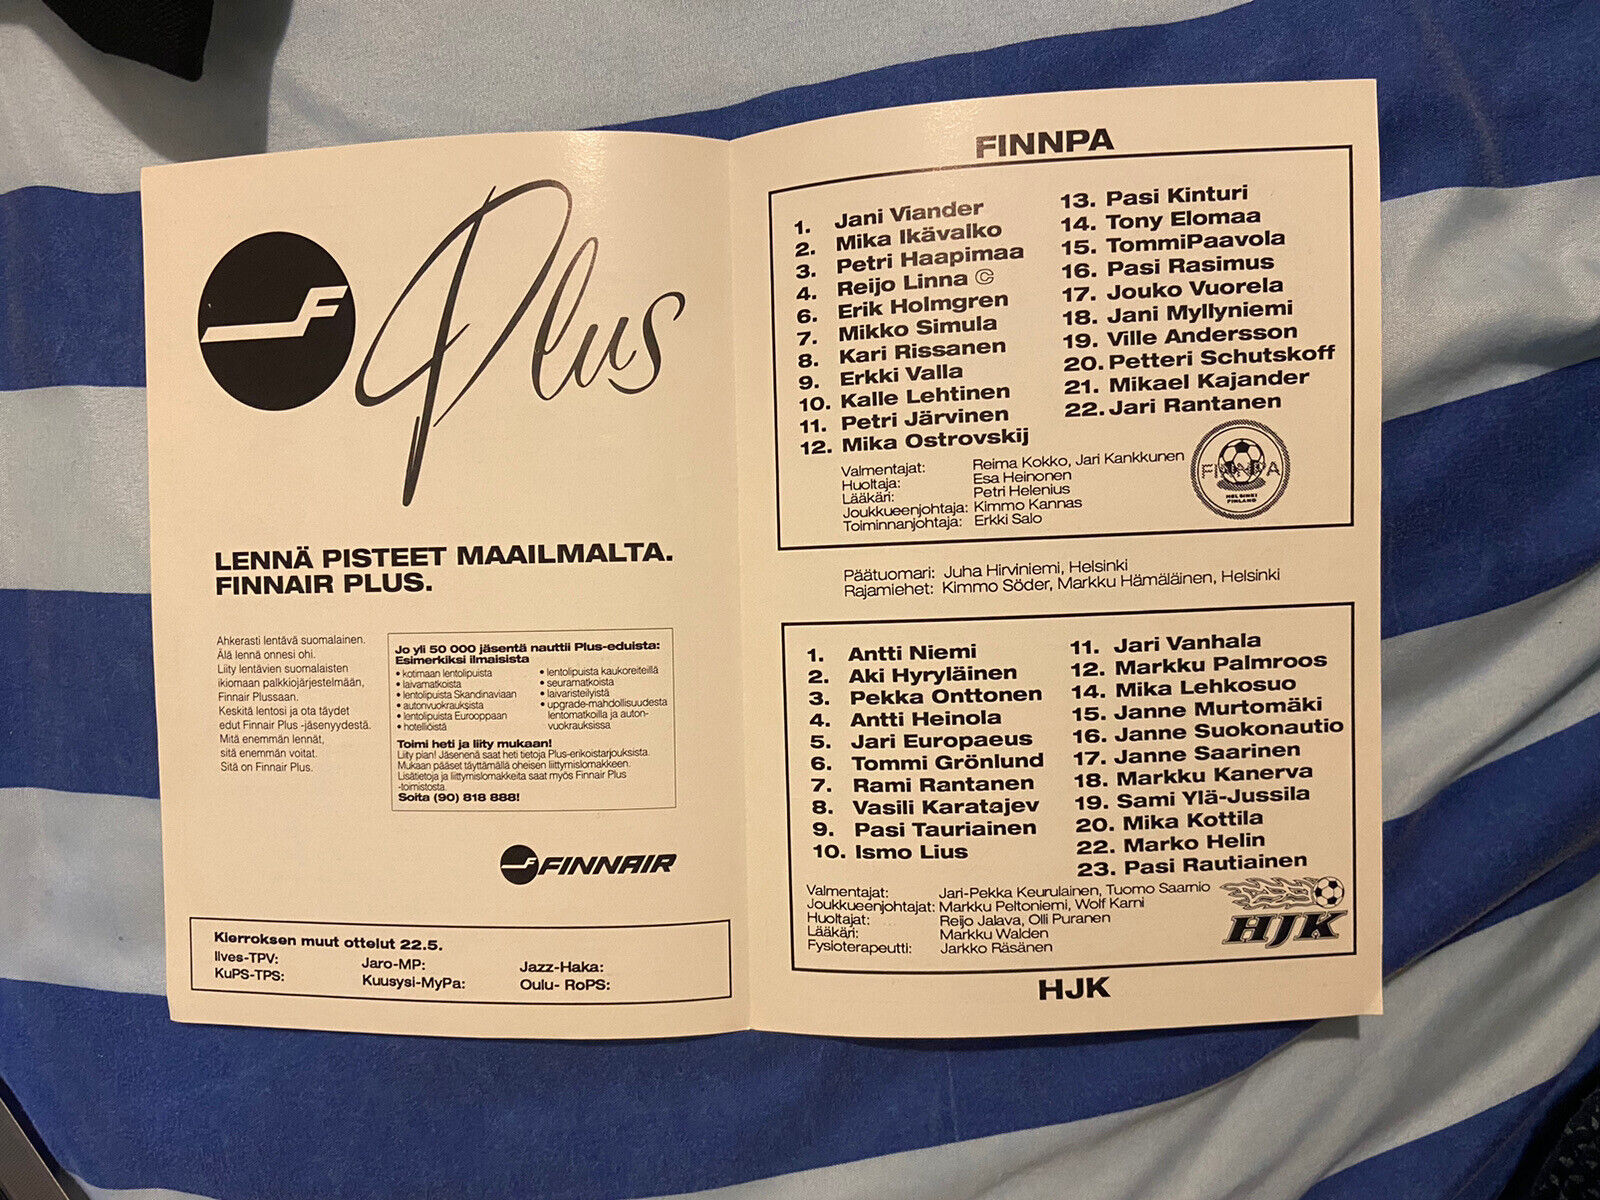 F
Plus
LENNÄ PISTEET MAAILMALTA.
FINNAIR PLUS.
Ahkerasti lentävä suomalainen.
Älä lennä onnesi ohi.
Liity lentävien suomalaisten
ikiomaan palkkiojärjestelmään,
Finnair Plussaan.
Keskitä lentosi ja ota täydet
edut Finnair Plus -jäsenyydestä.
Mitä enemmän lennät,
sitä enemmän voitat.
Sitä on Finnair Plus.
Jo yli 50 000 jäsentä nauttii Plus-eduista:
Esimerkiksi ilmaisista
• kotimaan lentolipuista
• laivamatkoista
• lentolipuista Skandinaviaan
• autonvuokrauksista
• lentolipuista Eurooppaan
• hotelliöistä
• lentolipuista kaukoreiteillä
• seuramatkoista
• laivaristeilyistä
• upgrade-mahdollisuudesta
lentomatkoilla ja auton-
vuokrauksissa
Toimi heti ja liity mukaan!
Liity pian! Jäsenenä saat heti tietoja Plus-erikoistarjouksista.
Mukaan pääset täyttämällä oheisen liittymislomakkeen.
Lisätietoja ja liittymislomakkeita saat myös Finnair Plus
-toimistosta.
Soita (90) 818 888!
F FINNAIR
Kierroksen muut ottelut 22.5.
Ilves-TPV:
KuPS-TPS:
Jaro-MP:
Kuusysi-MyPa:
Jazz-Haka:
Oulu- RoPS:
FINNPA
1. Jani Viander
2. Mika Ikävalko
3. Petri Haapimaa
4. Reijo Linna ©
6. Erik Holmgren
7. Mikko Simula
8. Kari Rissanen
9. Erkki Valla
10. Kalle Lehtinen
11. Petri Järvinen
12. Mika Ostrovskij
13. Pasi Kinturi
14. Tony Elomaa
15. TommiPaavola
16. Pasi Rasimus
17. Jouko Vuorela
18. Jani Myllyniemi
19. Ville Andersson
20. Petteri Schutskoff
21. Mikael Kajander
22. Jari Rantanen
Valmentajat: Reima Kokko, Jari Kankkunen
Huoltaja: Esa Heinonen
Lääkäri: Petri Helenius
Joukkueenjohtaja: Kimmo Kannas
Toiminnanjohtaja: Erkki Salo
FINNPA
HELSINKI
FINLAND
Päätuomari: Juha Hirviniemi, Helsinki
Rajamiehet: Kimmo Söder, Markku Hämäläinen, Helsinki
1. Antti Niemi
2. Aki Hyryläinen
3. Pekka Onttonen
4. Antti Heinola
5. Jari Europaeus
6. Tommi Grönlund
7. Rami Rantanen
8. Vasili Karatajev
9. Pasi Tauriainen
10. Ismo Lius
11. Jari Vanhala
12. Markku Palmroos
14. Mika Lehkosuo
15. Janne Murtomäki
16. Janne Suokonautio
17. Janne Saarinen
18. Markku Kanerva
19. Sami Ylä-Jussila
20. Mika Kottila
22. Marko Helin
23. Pasi Rautiainen
Valmentajat: Jari-Pekka Keurulainen, Tuomo Saarnio
Joukkueenjohtajat: Markku Peltoniemi, Wolf Karni
Huoltajat: Reijo Jalava, Olli Puranen
Lääkäri: Markku Walden
Fysioterapeutti: Jarkko Räsänen
HJK
HJK